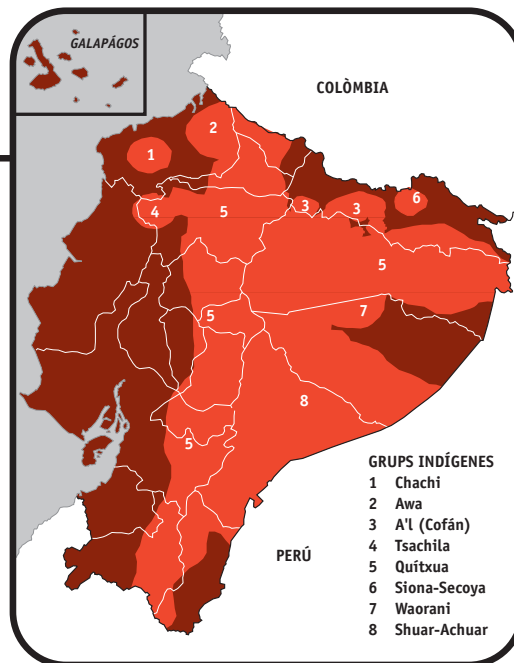 GALAPÁGOS
COLÒMBIA
2
1
6
3
3
4
5
5
7
5
8
5
GRUPS INDÍGENES
1 Chachi
2 Awa
3 A'l (Cofán)
4 Tsachila
5 Quítxua
6 Siona-Secoya
7 Waorani
8 Shuar-Achuar
PERÚ